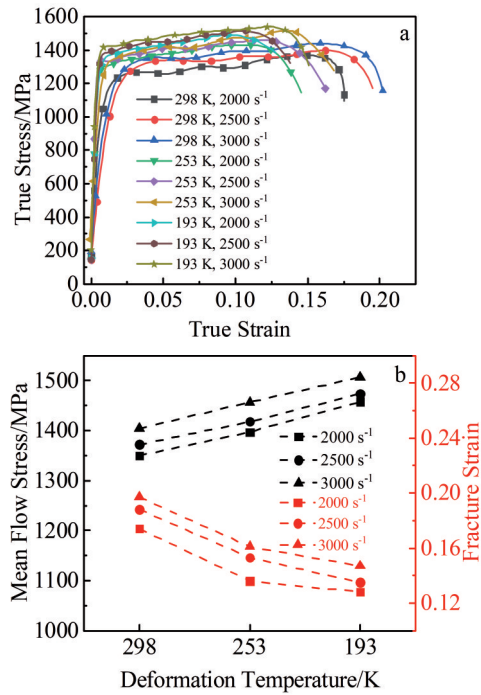 1600
1400
1200
1000
800
600
400
200
0
True Stress/MPa
a
298 K, 2000 s⁻¹
298 K, 2500 s⁻¹
298 K, 3000 s⁻¹
253 K, 2000 s⁻¹
253 K, 2500 s⁻¹
253 K, 3000 s⁻¹
193 K, 2000 s⁻¹
193 K, 2500 s⁻¹
193 K, 3000 s⁻¹
0.00 0.05 0.10 0.15 0.20
True Strain
b
1500
1400
1300
1200
1100
1000
Mean Flow Stress/MPa
2000 s⁻¹
2500 s⁻¹
3000 s⁻¹
2000 s⁻¹
2500 s⁻¹
3000 s⁻¹
0.28
0.24
0.20
0.16
0.12
Fracture Strain
298 253 193
Deformation Temperature/K